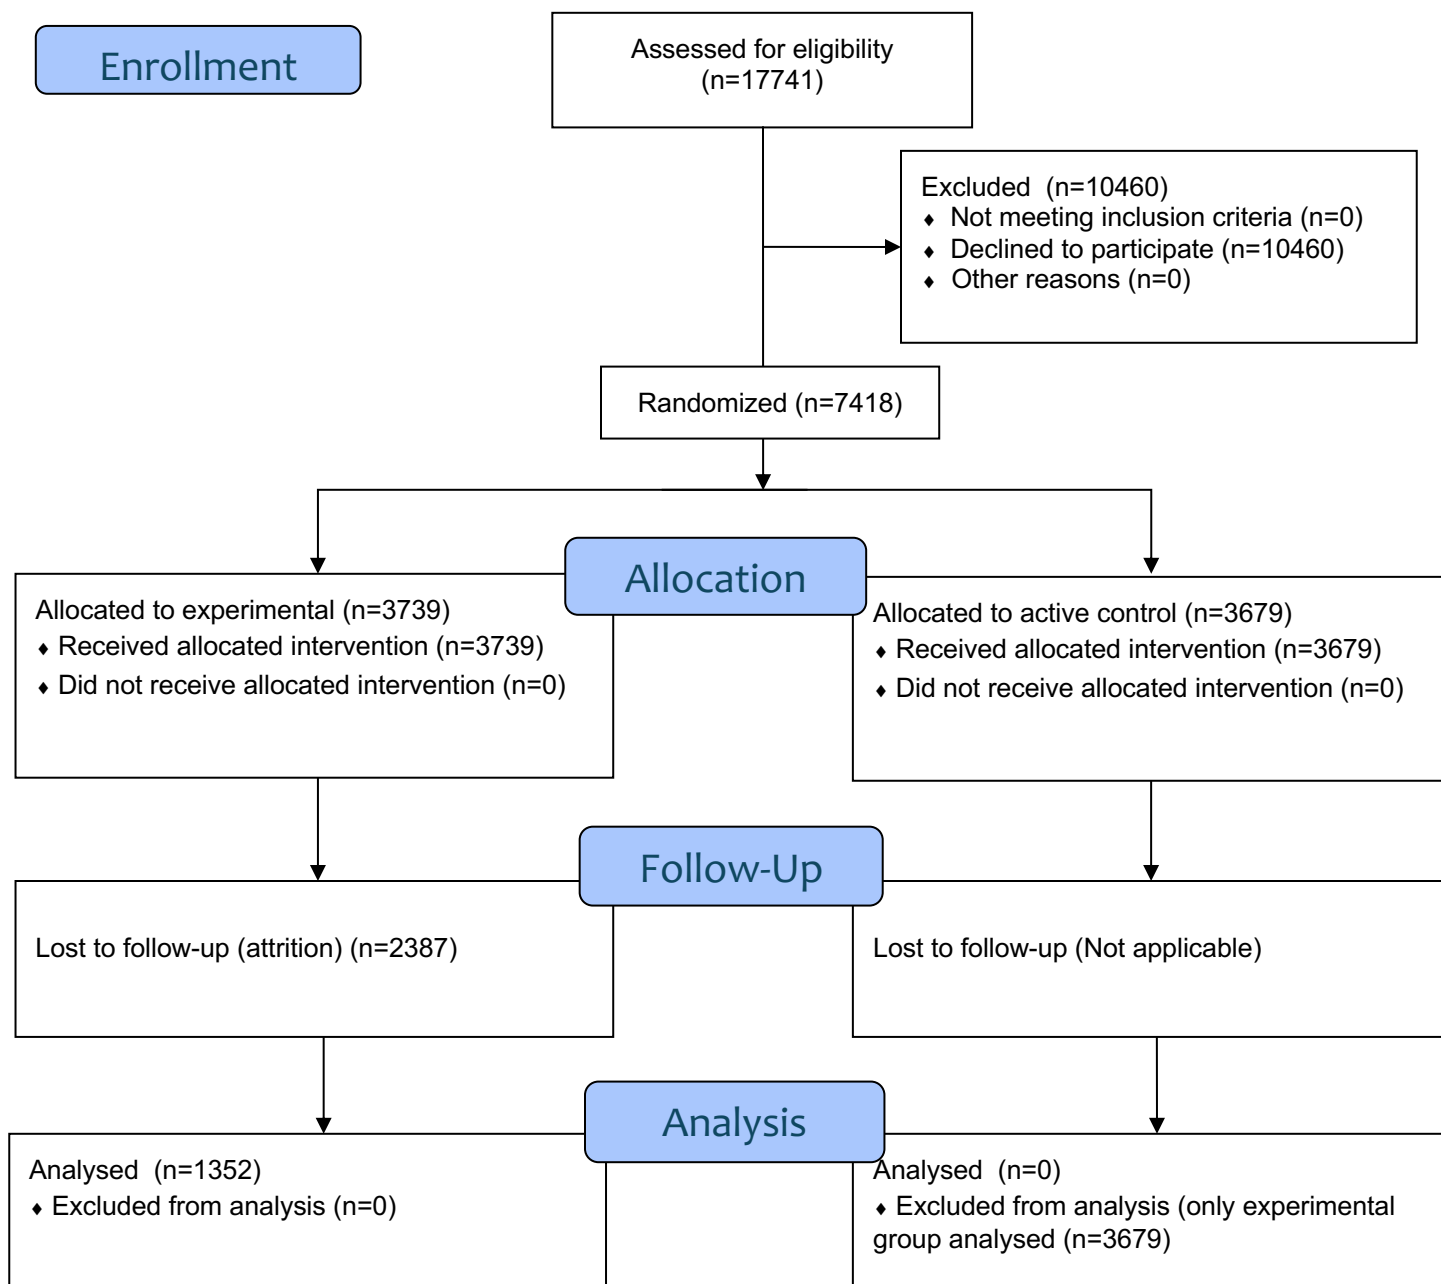 Enrollment
Assessed for eligibility
(n=17741)
Excluded (n=10460)
♦ Not meeting inclusion criteria (n=0)
♦ Declined to participate (n=10460)
♦ Other reasons (n=0)
Randomized (n=7418)
Allocation
Allocated to experimental (n=3739)
♦ Received allocated intervention (n=3739)
♦ Did not receive allocated intervention (n=0)
Allocated to active control (n=3679)
♦ Received allocated intervention (n=3679)
♦ Did not receive allocated intervention (n=0)
Follow-Up
Lost to follow-up (attrition) (n=2387)
Lost to follow-up (Not applicable)
Analysis
Analysed (n=1352)
♦ Excluded from analysis (n=0)
Analysed (n=0)
♦ Excluded from analysis (only experimental
group analysed (n=3679)